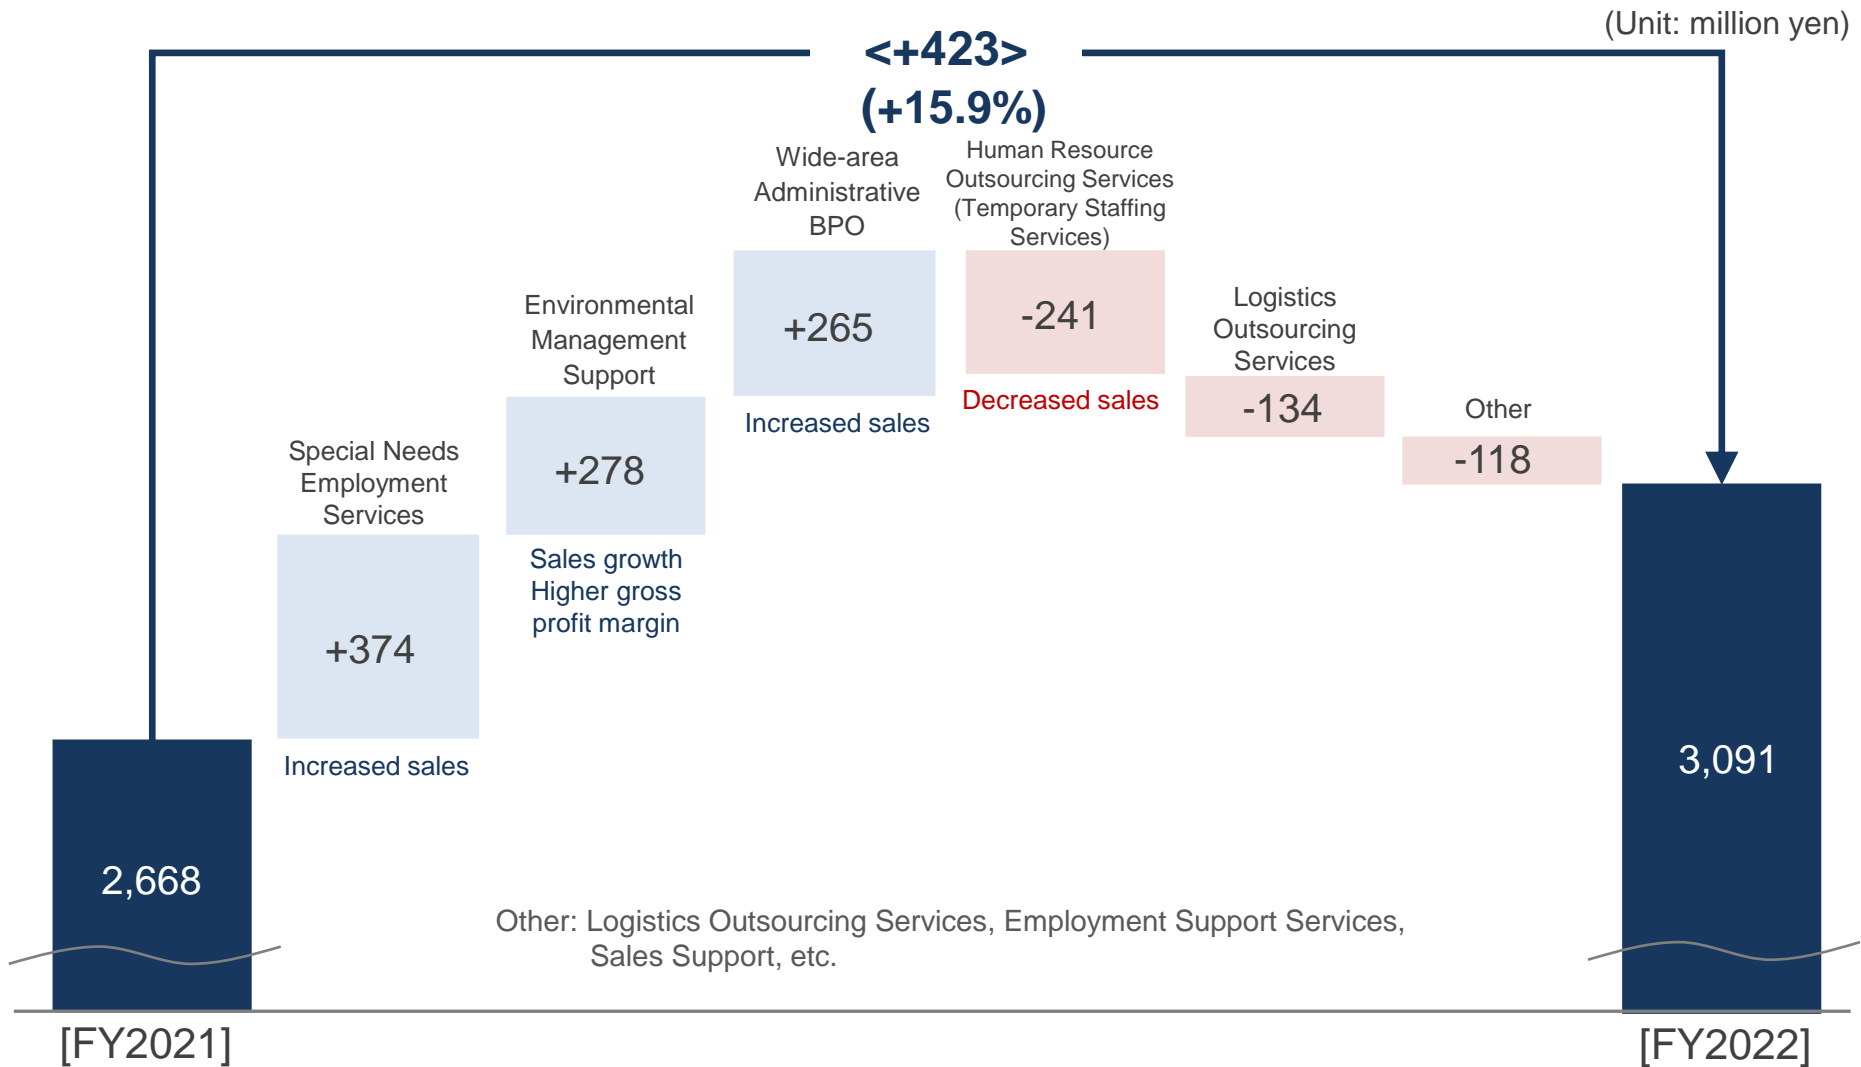 (Unit: million yen)
<+423>
(+15.9%)
Wide-area
Administrative
BPO
Human Resource
Outsourcing Services
(Temporary Staffing
Services)
Environmental
Management
Support
+265
-241
Logistics
Outsourcing
Services
Increased sales
Decreased sales
-134
Other
Special Needs
Employment
Services
+278
-118
Sales growth
Higher gross
profit margin
+374
Increased sales
3,091
2,668
Other: Logistics Outsourcing Services, Employment Support Services,
Sales Support, etc.
[FY2021]
[FY2022]